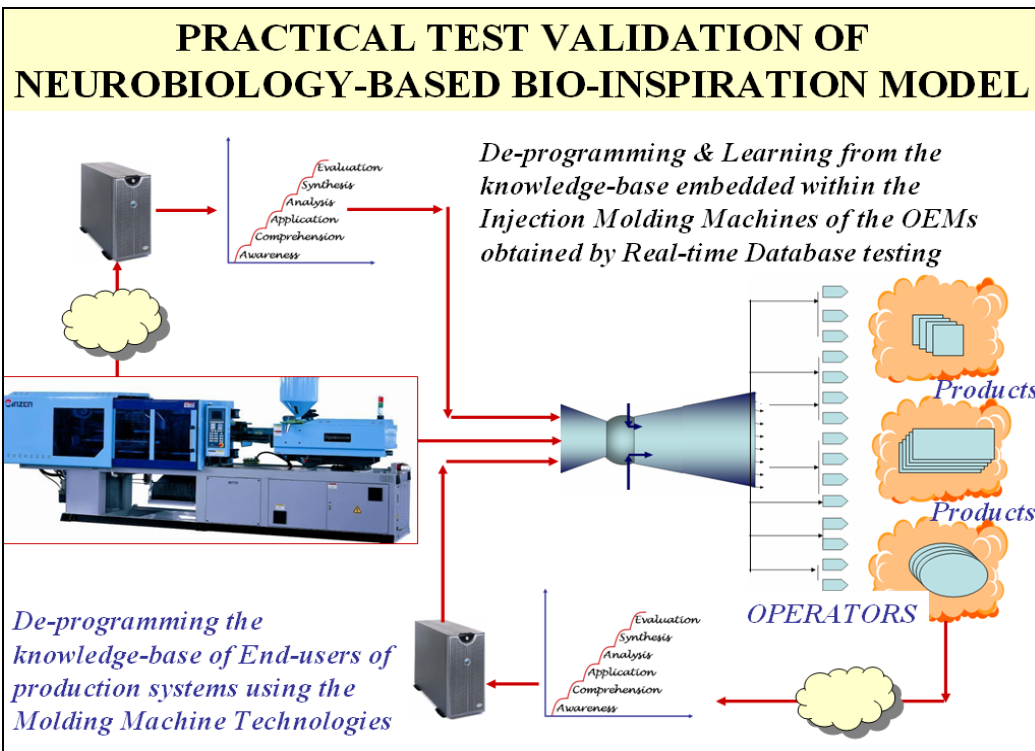 PRACTICAL TEST VALIDATION OF
NEUROBIOLOGY-BASED BIO-INSPIRATION MODEL
De-programming & Learning from the
knowledge-base embedded within the
Injection Molding Machines of the OEMs
obtained by Real-time Database testing
Evaluation
Synthesis
Analysis
Application
Comprehension
Awareness
Products
Products
OPERATORS
De-programming the
knowledge-base of End-users of
production systems using the
Molding Machine Technologies
Evaluation
Synthesis
Analysis
Application
Comprehension
Awareness